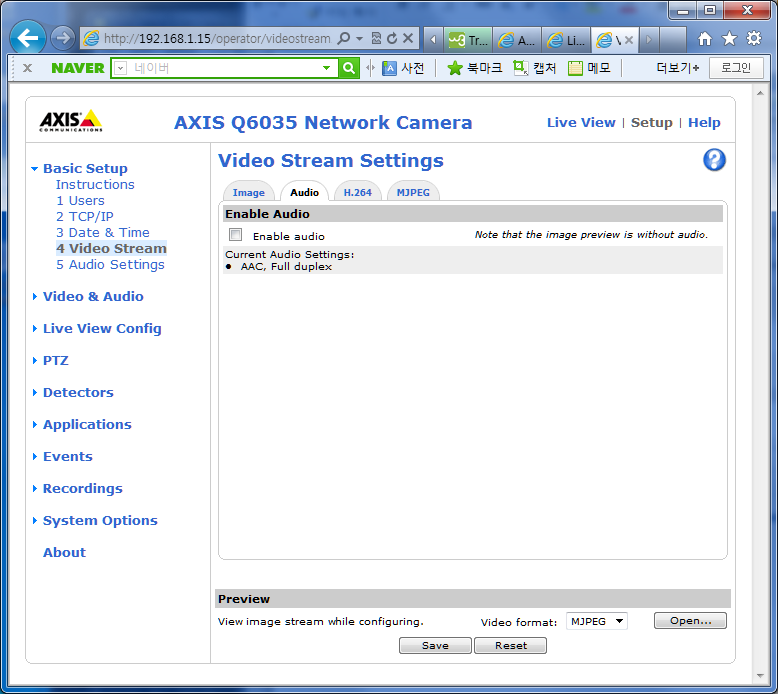 http://192.168.1.15/operator/videostream
Tr...
A...
Li...
x NAVER 네이버 사전 북마크 캡처 메모 더보기+ 로그인
AXIS
COMMUNICATIONS
AXIS Q6035 Network Camera
Live View | Setup | Help
Basic Setup
Instructions
1 Users
2 TCP/IP
3 Date & Time
4 Video Stream
5 Audio Settings
Video & Audio
Live View Config
PTZ
Detectors
Applications
Events
Recordings
System Options
About
Video Stream Settings
?
Image Audio H.264 MJPEG
Enable Audio
Enable audio Note that the image preview is without audio.
Current Audio Settings:
• AAC, Full duplex
Preview
View image stream while configuring. Video format: MJPEG Open...
Save Reset